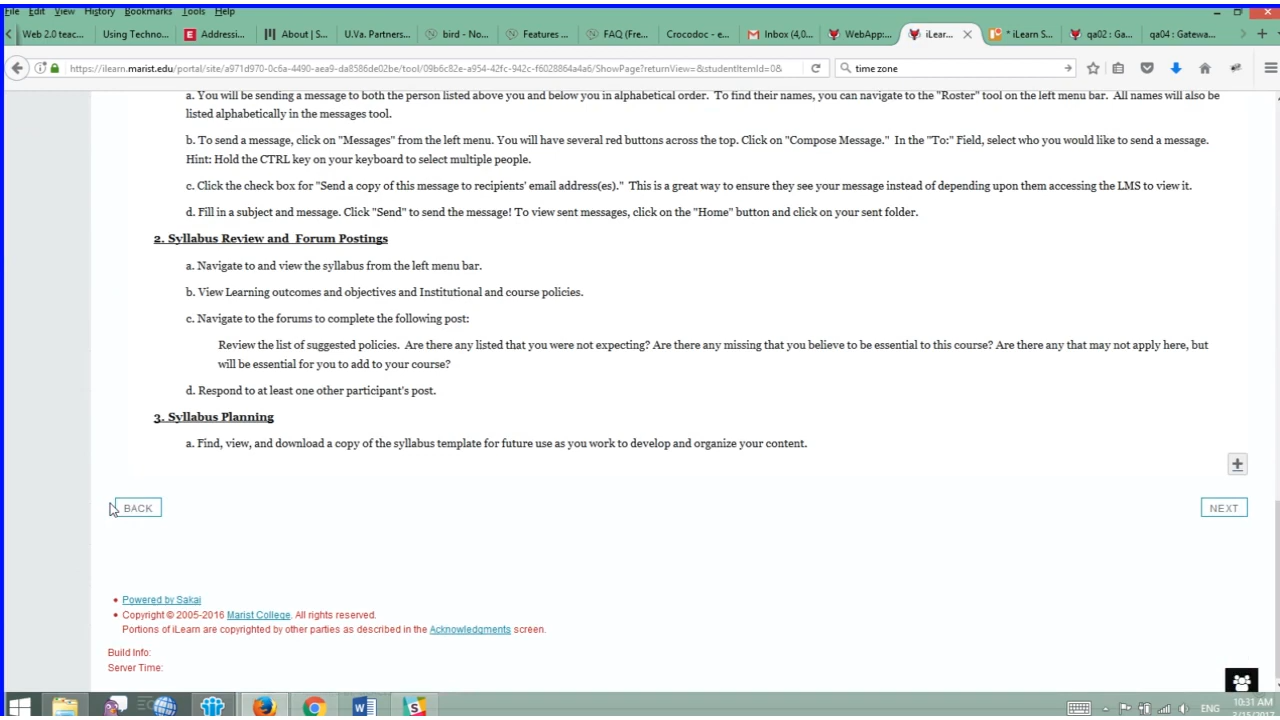 File Edit View History Bookmarks Tools Help
Web 2.0 teac... Using Techno... Addressi... About | S... U.Va. Partners... bird - No... Features ... FAQ (Fre... Crocodoc - e... Inbox (4,0... WebApp:... iLear... * iLearn S... qa02 : Ga... qa04 : Gatewa...
https://ilearn.marist.edu/portal/site/a971d970-0c6a-4490-aea9-da8586de02be/tool/09b6c82e-a954-42fc-942c-f6028864a4a6/ShowPage?returnView=&studentItemId=0& time zone
a. You will be sending a message to both the person listed above you and below you in alphabetical order. To find their names, you can navigate to the "Roster" tool on the left menu bar. All names will also be
listed alphabetically in the messages tool.
b. To send a message, click on "Messages" from the left menu. You will have several red buttons across the top. Click on "Compose Message." In the "To:" Field, select who you would like to send a message.
Hint: Hold the CTRL key on your keyboard to select multiple people.
c. Click the check box for "Send a copy of this message to recipients' email address(es)." This is a great way to ensure they see your message instead of depending upon them accessing the LMS to view it.
d. Fill in a subject and message. Click "Send" to send the message! To view sent messages, click on the "Home" button and click on your sent folder.
2. Syllabus Review and Forum Postings
a. Navigate to and view the syllabus from the left menu bar.
b. View Learning outcomes and objectives and Institutional and course policies.
c. Navigate to the forums to complete the following post:
Review the list of suggested policies. Are there any listed that you were not expecting? Are there any missing that you believe to be essential to this course? Are there any that may not apply here, but
will be essential for you to add to your course?
d. Respond to at least one other participant's post.
3. Syllabus Planning
a. Find, view, and download a copy of the syllabus template for future use as you work to develop and organize your content.
BACK NEXT
Powered by Sakai
Copyright © 2005-2016 Marist College. All rights reserved.
Portions of iLearn are copyrighted by other parties as described in the Acknowledgments screen.
Build Info:
Server Time:
ENG 10:31 AM